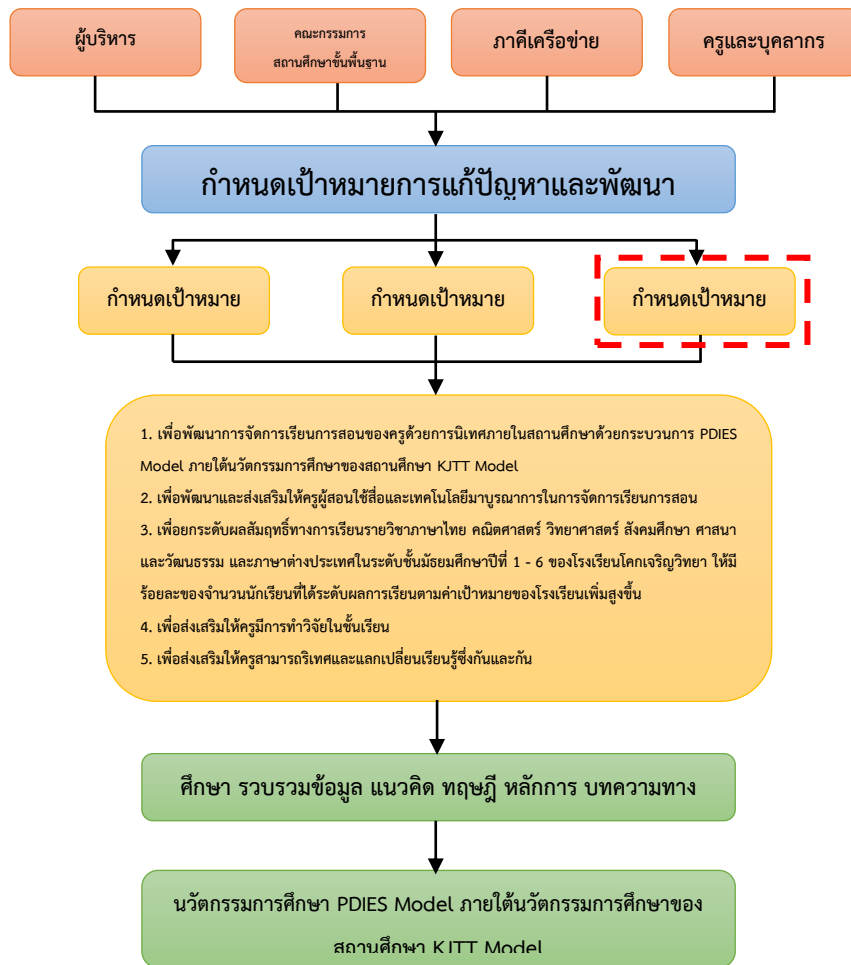 ผู้บริหาร
คณะกรรมการ
สถานศึกษาขั้นพื้นฐาน
ภาคีเครือข่าย
ครูและบุคลากร
กำหนดเป้าหมายการแก้ปัญหาและพัฒนา
กำหนดเป้าหมาย
กำหนดเป้าหมาย
กำหนดเป้าหมาย
1. เพื่อพัฒนาการจัดการเรียนการสอนของครูด้วยการนิเทศภายในสถานศึกษาด้วยกระบวนการ PDIES
Model ภายใต้นวัตกรรมการศึกษาของสถานศึกษา KJTT Model
2. เพื่อพัฒนาและส่งเสริมให้ครูผู้สอนใช้สื่อและเทคโนโลยีมาบูรณาการในการจัดการเรียนการสอน
3. เพื่อยกระดับผลสัมฤทธิ์ทางการเรียนรายวิชาภาษาไทย คณิตศาสตร์ วิทยาศาสตร์ สังคมศึกษา ศาสนา
และวัฒนธรรม และภาษาต่างประเทศในระดับชั้นมัธยมศึกษาปีที่ 1 - 6 ของโรงเรียนโคกเจริญวิทยา ให้มี
ร้อยละของจำนวนนักเรียนที่ได้ระดับผลการเรียนตามค่าเป้าหมายของโรงเรียนเพิ่มสูงขึ้น
4. เพื่อส่งเสริมให้ครูมีการทำวิจัยในชั้นเรียน
5. เพื่อส่งเสริมให้ครูสามารถริเทศและแลกเปลี่ยนเรียนรู้ซึ่งกันและกัน
ศึกษา รวบรวมข้อมูล แนวคิด ทฤษฎี หลักการ บทความทาง
นวัตกรรมการศึกษา PDIES Model ภายใต้นวัตกรรมการศึกษาของ
สถานศึกษา KJTT Model